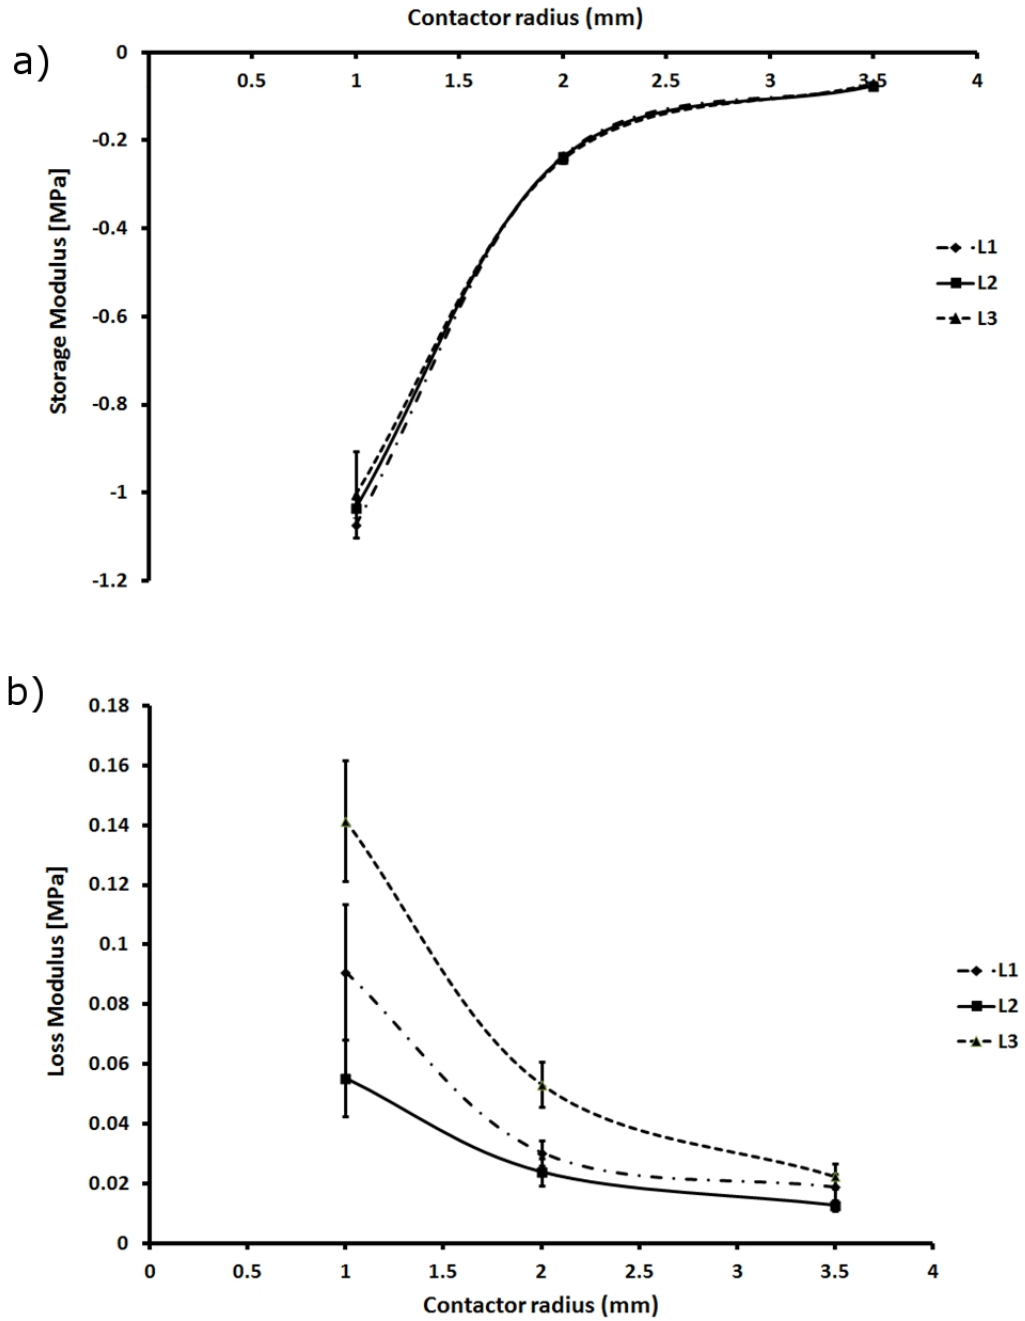 Contactor radius (mm)
a)
0
0.5 1 1.5 2 2.5 3 3.5 4
-0.2
-0.4
-0.6
-0.8
-1
-1.2
Storage Modulus [MPa]
L1
L2
L3
b)
0.18
0.16
0.14
0.12
0.1
0.08
0.06
0.04
0.02
0
Loss Modulus [MPa]
L1
L2
L3
0 0.5 1 1.5 2 2.5 3 3.5 4
Contactor radius (mm)